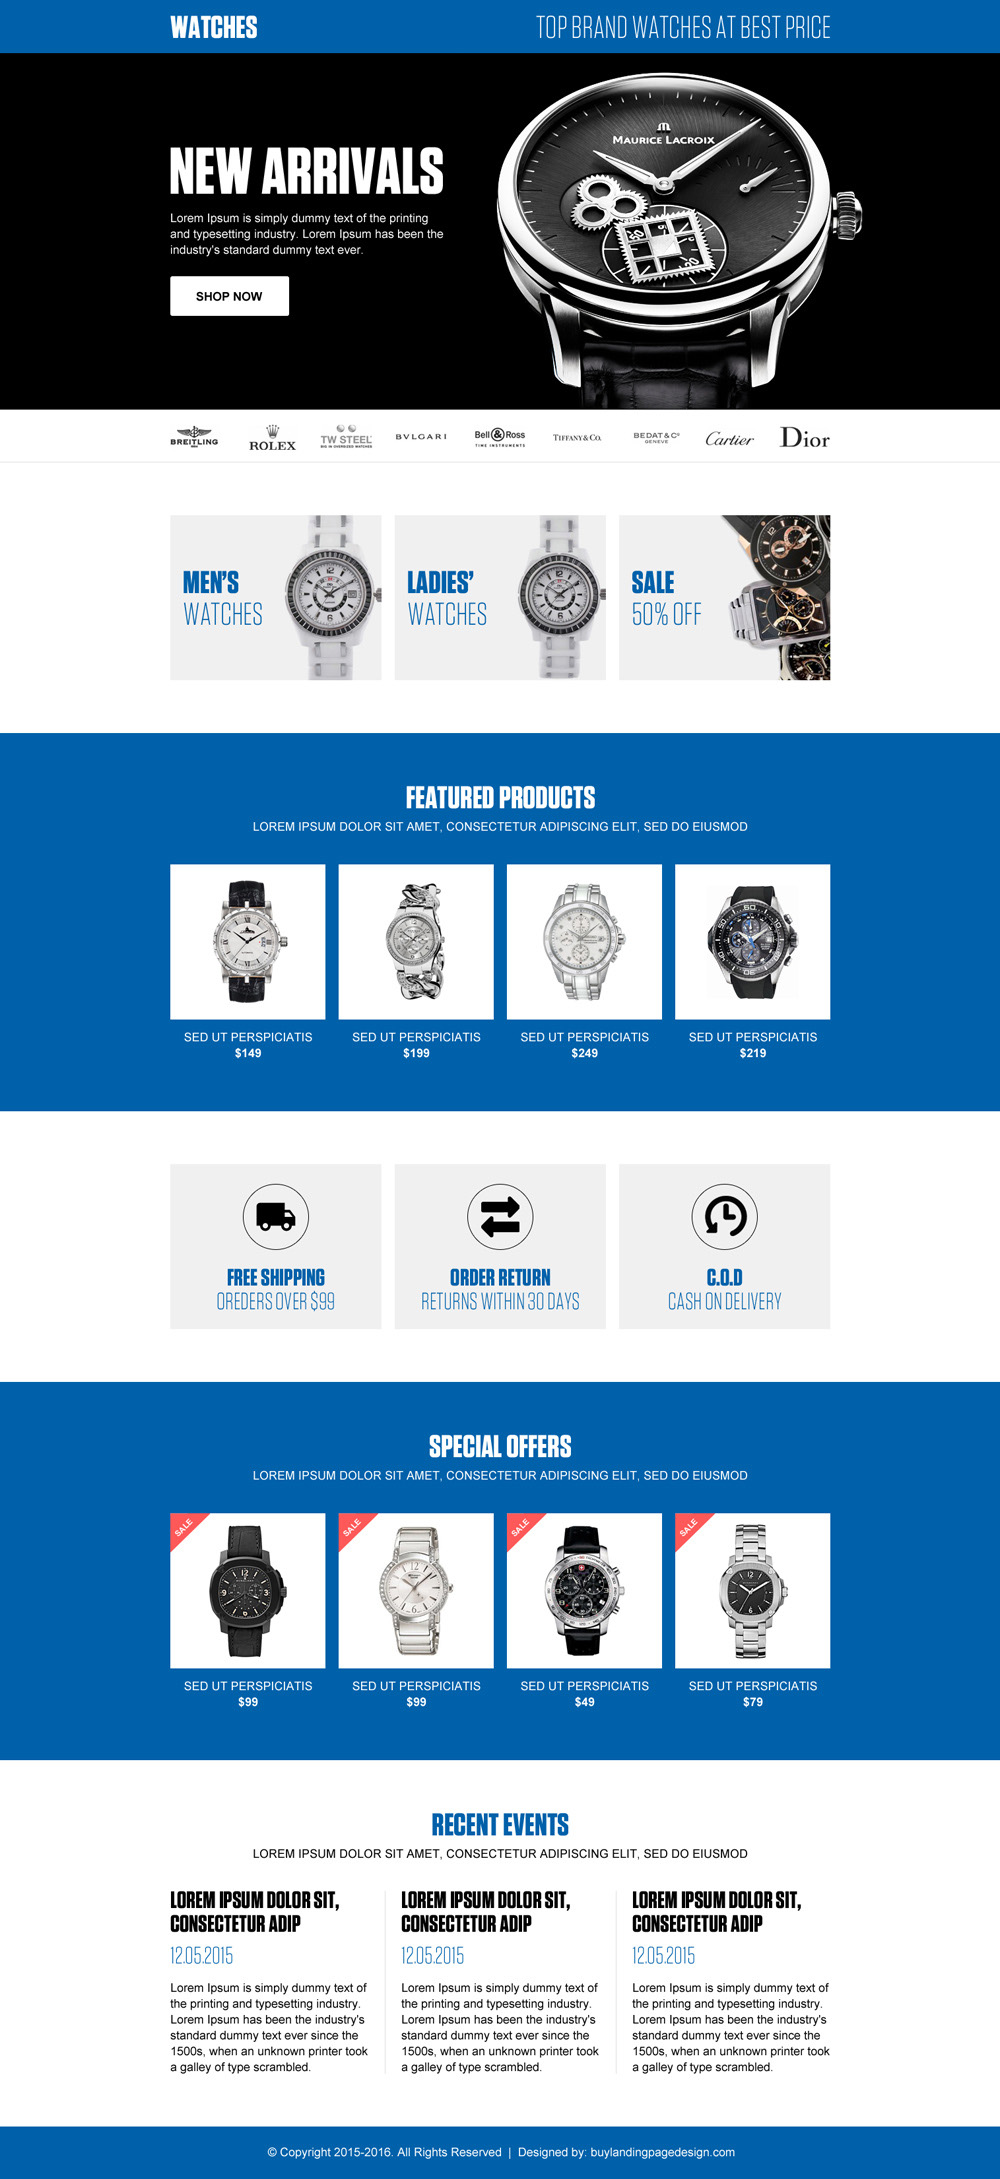 WATCHES
TOP BRAND WATCHES AT BEST PRICE
MAURICE LACROIX
NEW ARRIVALS
Lorem Ipsum is simply dummy text of the printing
and typesetting industry. Lorem Ipsum has been the
industry's standard dummy text ever.
SHOP NOW
BREITLING
ROLEX
TW STEEL
BIG IN OVERSIZED WATCHES
BVLGARI
Bell & Ross
TIME INSTRUMENTS
TIFFANY & CO.
BEDAT & Cº
GENEVE
Cartier
Dior
MEN'S
WATCHES
LADIES'
WATCHES
SALE
50% OFF
FEATURED PRODUCTS
LOREM IPSUM DOLOR SIT AMET, CONSECTETUR ADIPISCING ELIT, SED DO EIUSMOD
SED UT PERSPICIATIS
$149
SED UT PERSPICIATIS
$199
SED UT PERSPICIATIS
$249
SED UT PERSPICIATIS
$219
FREE SHIPPING
OREDERS OVER $99
ORDER RETURN
RETURNS WITHIN 30 DAYS
C.O.D
CASH ON DELIVERY
SPECIAL OFFERS
LOREM IPSUM DOLOR SIT AMET, CONSECTETUR ADIPISCING ELIT, SED DO EIUSMOD
SALE
SALE
SALE
SALE
SED UT PERSPICIATIS
$99
SED UT PERSPICIATIS
$99
SED UT PERSPICIATIS
$49
SED UT PERSPICIATIS
$79
RECENT EVENTS
LOREM IPSUM DOLOR SIT AMET, CONSECTETUR ADIPISCING ELIT, SED DO EIUSMOD
LOREM IPSUM DOLOR SIT,
CONSECTETUR ADIP
12.05.2015
Lorem Ipsum is simply dummy text of
the printing and typesetting industry.
Lorem Ipsum has been the industry's
standard dummy text ever since the
1500s, when an unknown printer took
a galley of type scrambled.
LOREM IPSUM DOLOR SIT,
CONSECTETUR ADIP
12.05.2015
Lorem Ipsum is simply dummy text of
the printing and typesetting industry.
Lorem Ipsum has been the industry's
standard dummy text ever since the
1500s, when an unknown printer took
a galley of type scrambled.
LOREM IPSUM DOLOR SIT,
CONSECTETUR ADIP
12.05.2015
Lorem Ipsum is simply dummy text of
the printing and typesetting industry.
Lorem Ipsum has been the industry's
standard dummy text ever since the
1500s, when an unknown printer took
a galley of type scrambled.
© Copyright 2015-2016. All Rights Reserved | Designed by: buylandingpagedesign.com